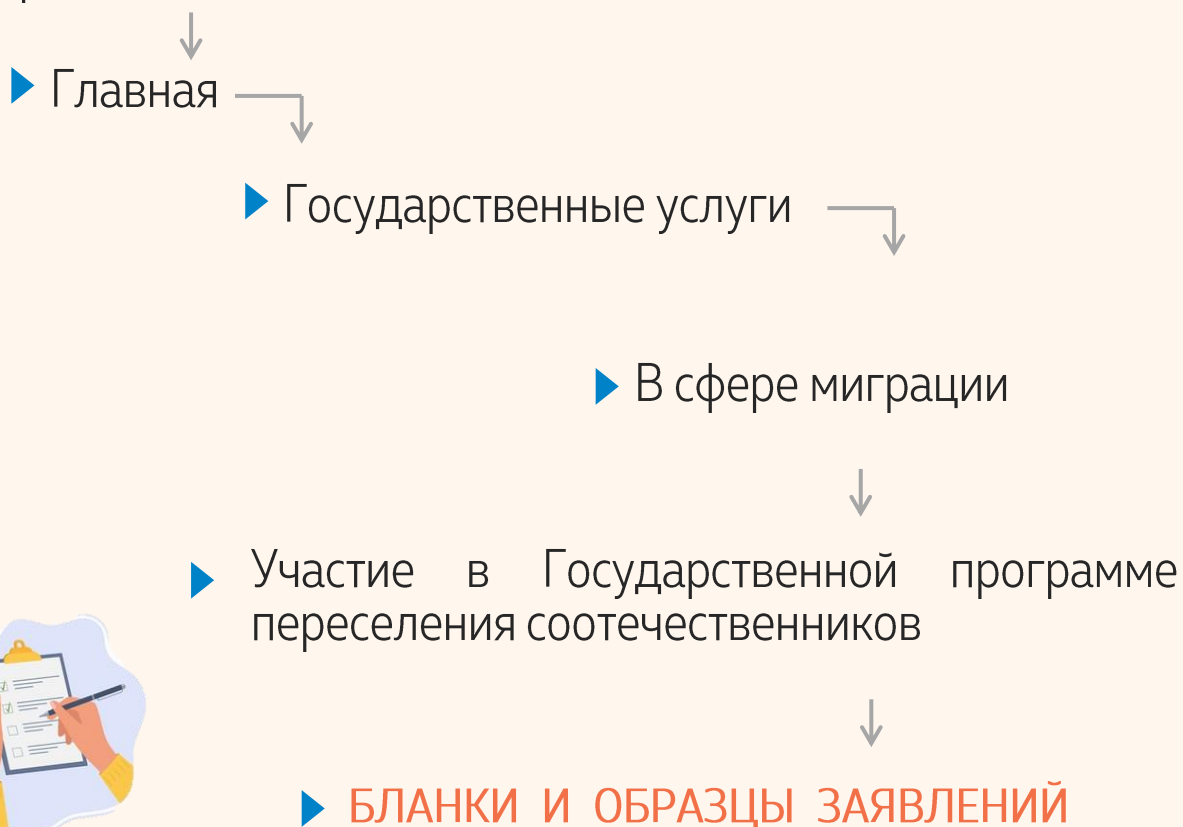 Главная
Государственные услуги
В сфере миграции
Участие в Государственной программе
переселения соотечественников
БЛАНКИ И ОБРАЗЦЫ ЗАЯВЛЕНИЙ